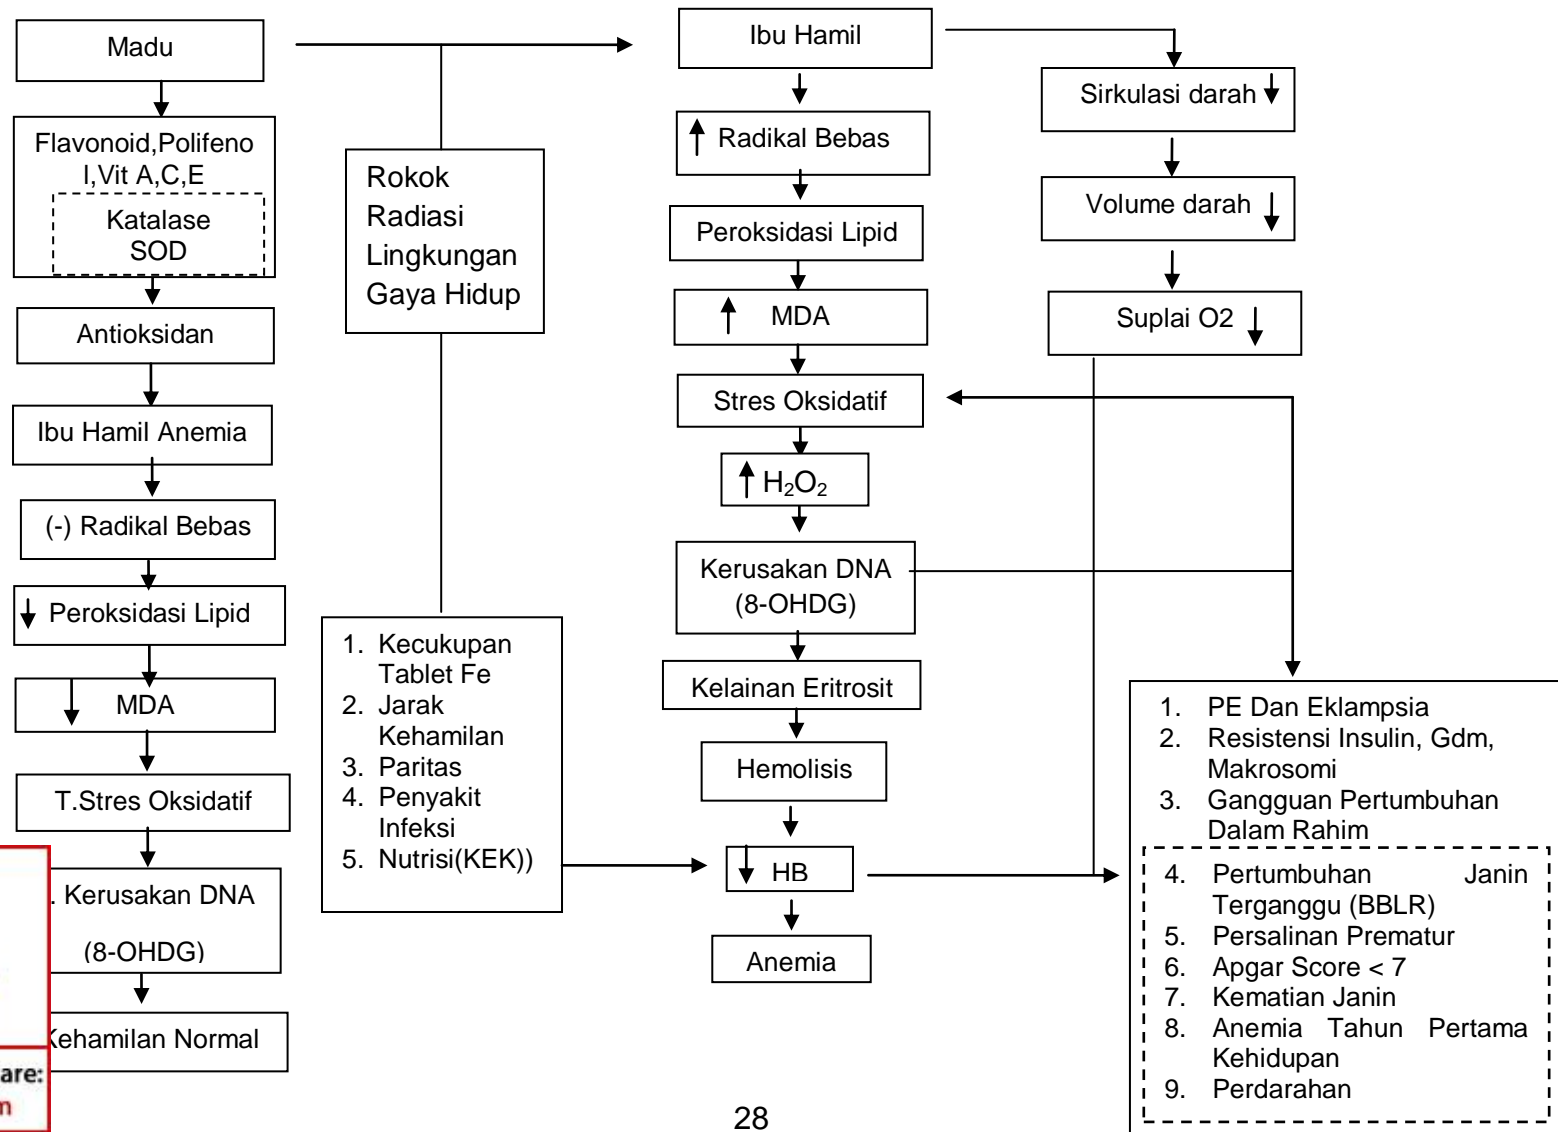 Madu
Flavonoid,Polifeno
l,Vit A,C,E
Katalase
SOD
Antioksidan
Ibu Hamil Anemia
(-) Radikal Bebas
Peroksidasi Lipid
MDA
T.Stres Oksidatif
. Kerusakan DNA
(8-OHDG)
Kehamilan Normal
Rokok
Radiasi
Lingkungan
Gaya Hidup
1. Kecukupan
Tablet Fe
2. Jarak
Kehamilan
3. Paritas
4. Penyakit
Infeksi
5. Nutrisi(KEK))
Ibu Hamil
Radikal Bebas
Peroksidasi Lipid
MDA
Stres Oksidatif
H₂O₂
Kerusakan DNA
(8-OHDG)
Kelainan Eritrosit
Hemolisis
HB
Anemia
Sirkulasi darah
Volume darah
Suplai O2
1. PE Dan Eklampsia
2. Resistensi Insulin, Gdm,
Makrosomi
3. Gangguan Pertumbuhan
Dalam Rahim
4. Pertumbuhan Janin
Terganggu (BBLR)
5. Persalinan Prematur
6. Apgar Score < 7
7. Kematian Janin
8. Anemia Tahun Pertama
Kehidupan
9. Perdarahan
28